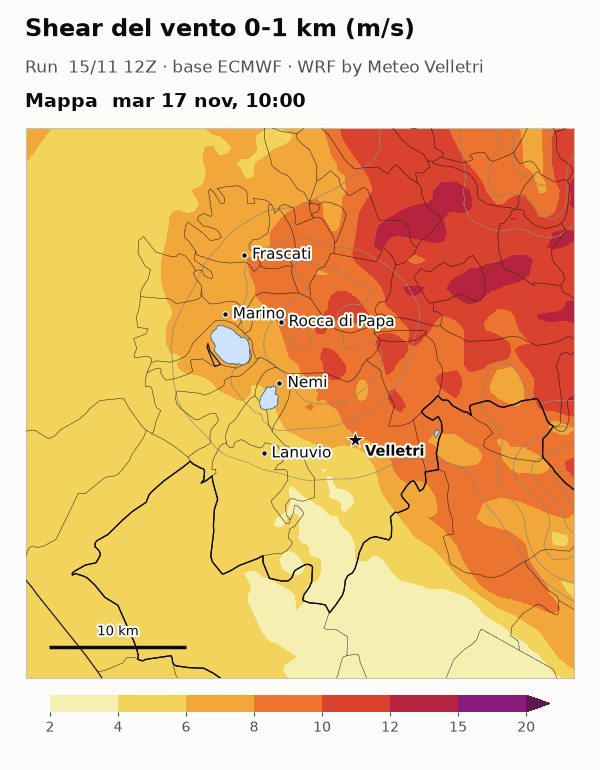 Shear del vento 0-1 km (m/s)
Run  15/11 12Z · base ECMWF · WRF by Meteo Velletri
Mappa  mar 17 nov, 10:00
Frascati
Marino
Rocca di Papa
Nemi
Velletri
Lanuvio
10 km
2 4 6 8 10 12 15 20